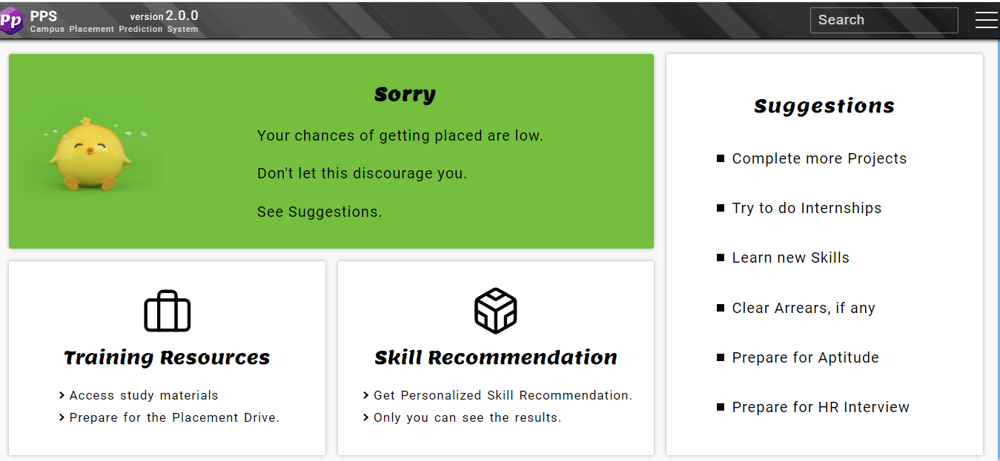 Pp
PPS
version 2.0.0
Campus Placement Prediction System
Search
Sorry
Your chances of getting placed are low.
Don't let this discourage you.
See Suggestions.
Training Resources
Access study materials
Prepare for the Placement Drive.
Skill Recommendation
Get Personalized Skill Recommendation.
Only you can see the results.
Suggestions
Complete more Projects
Try to do Internships
Learn new Skills
Clear Arrears, if any
Prepare for Aptitude
Prepare for HR Interview